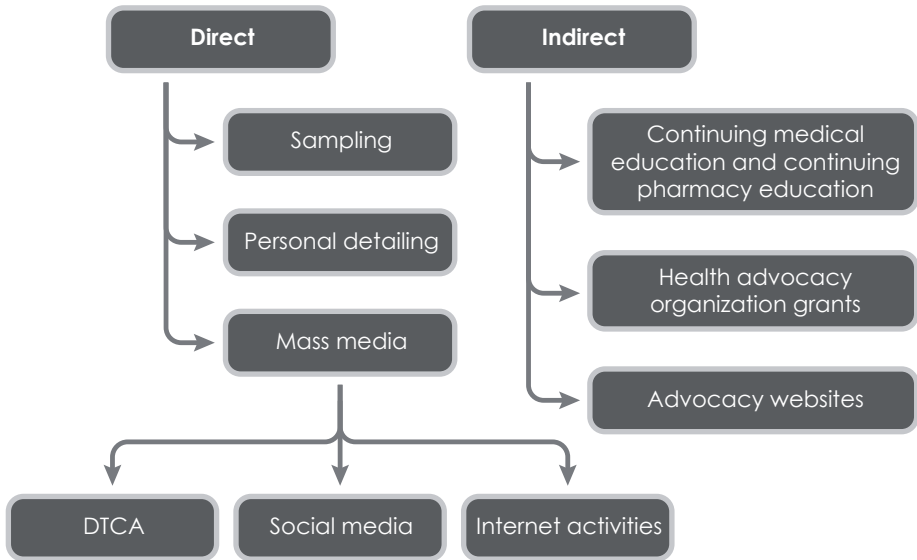 Direct
Sampling
Personal detailing
Mass media
DTCA
Social media
Internet activities
Indirect
Continuing medical
education and continuing
pharmacy education
Health advocacy
organization grants
Advocacy websites